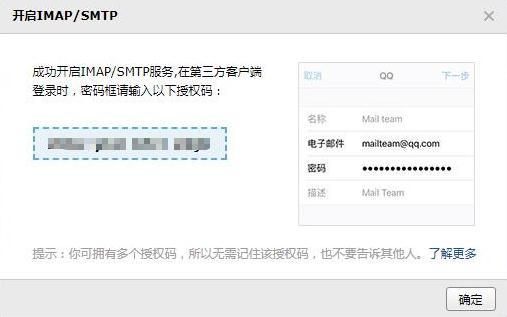 开启IMAP/SMTP
成功开启IMAP/SMTP服务,在第三方客户端
登录时，密码框请输入以下授权码：
取消 QQ 下一步
名称 Mail team
电子邮件 mailteam@qq.com
密码 ●●●●●●●●●●●●●●●●
描述 Mail Team
提示：你可拥有多个授权码，所以无需记住该授权码，也不要告诉其他人。了解更多
确定